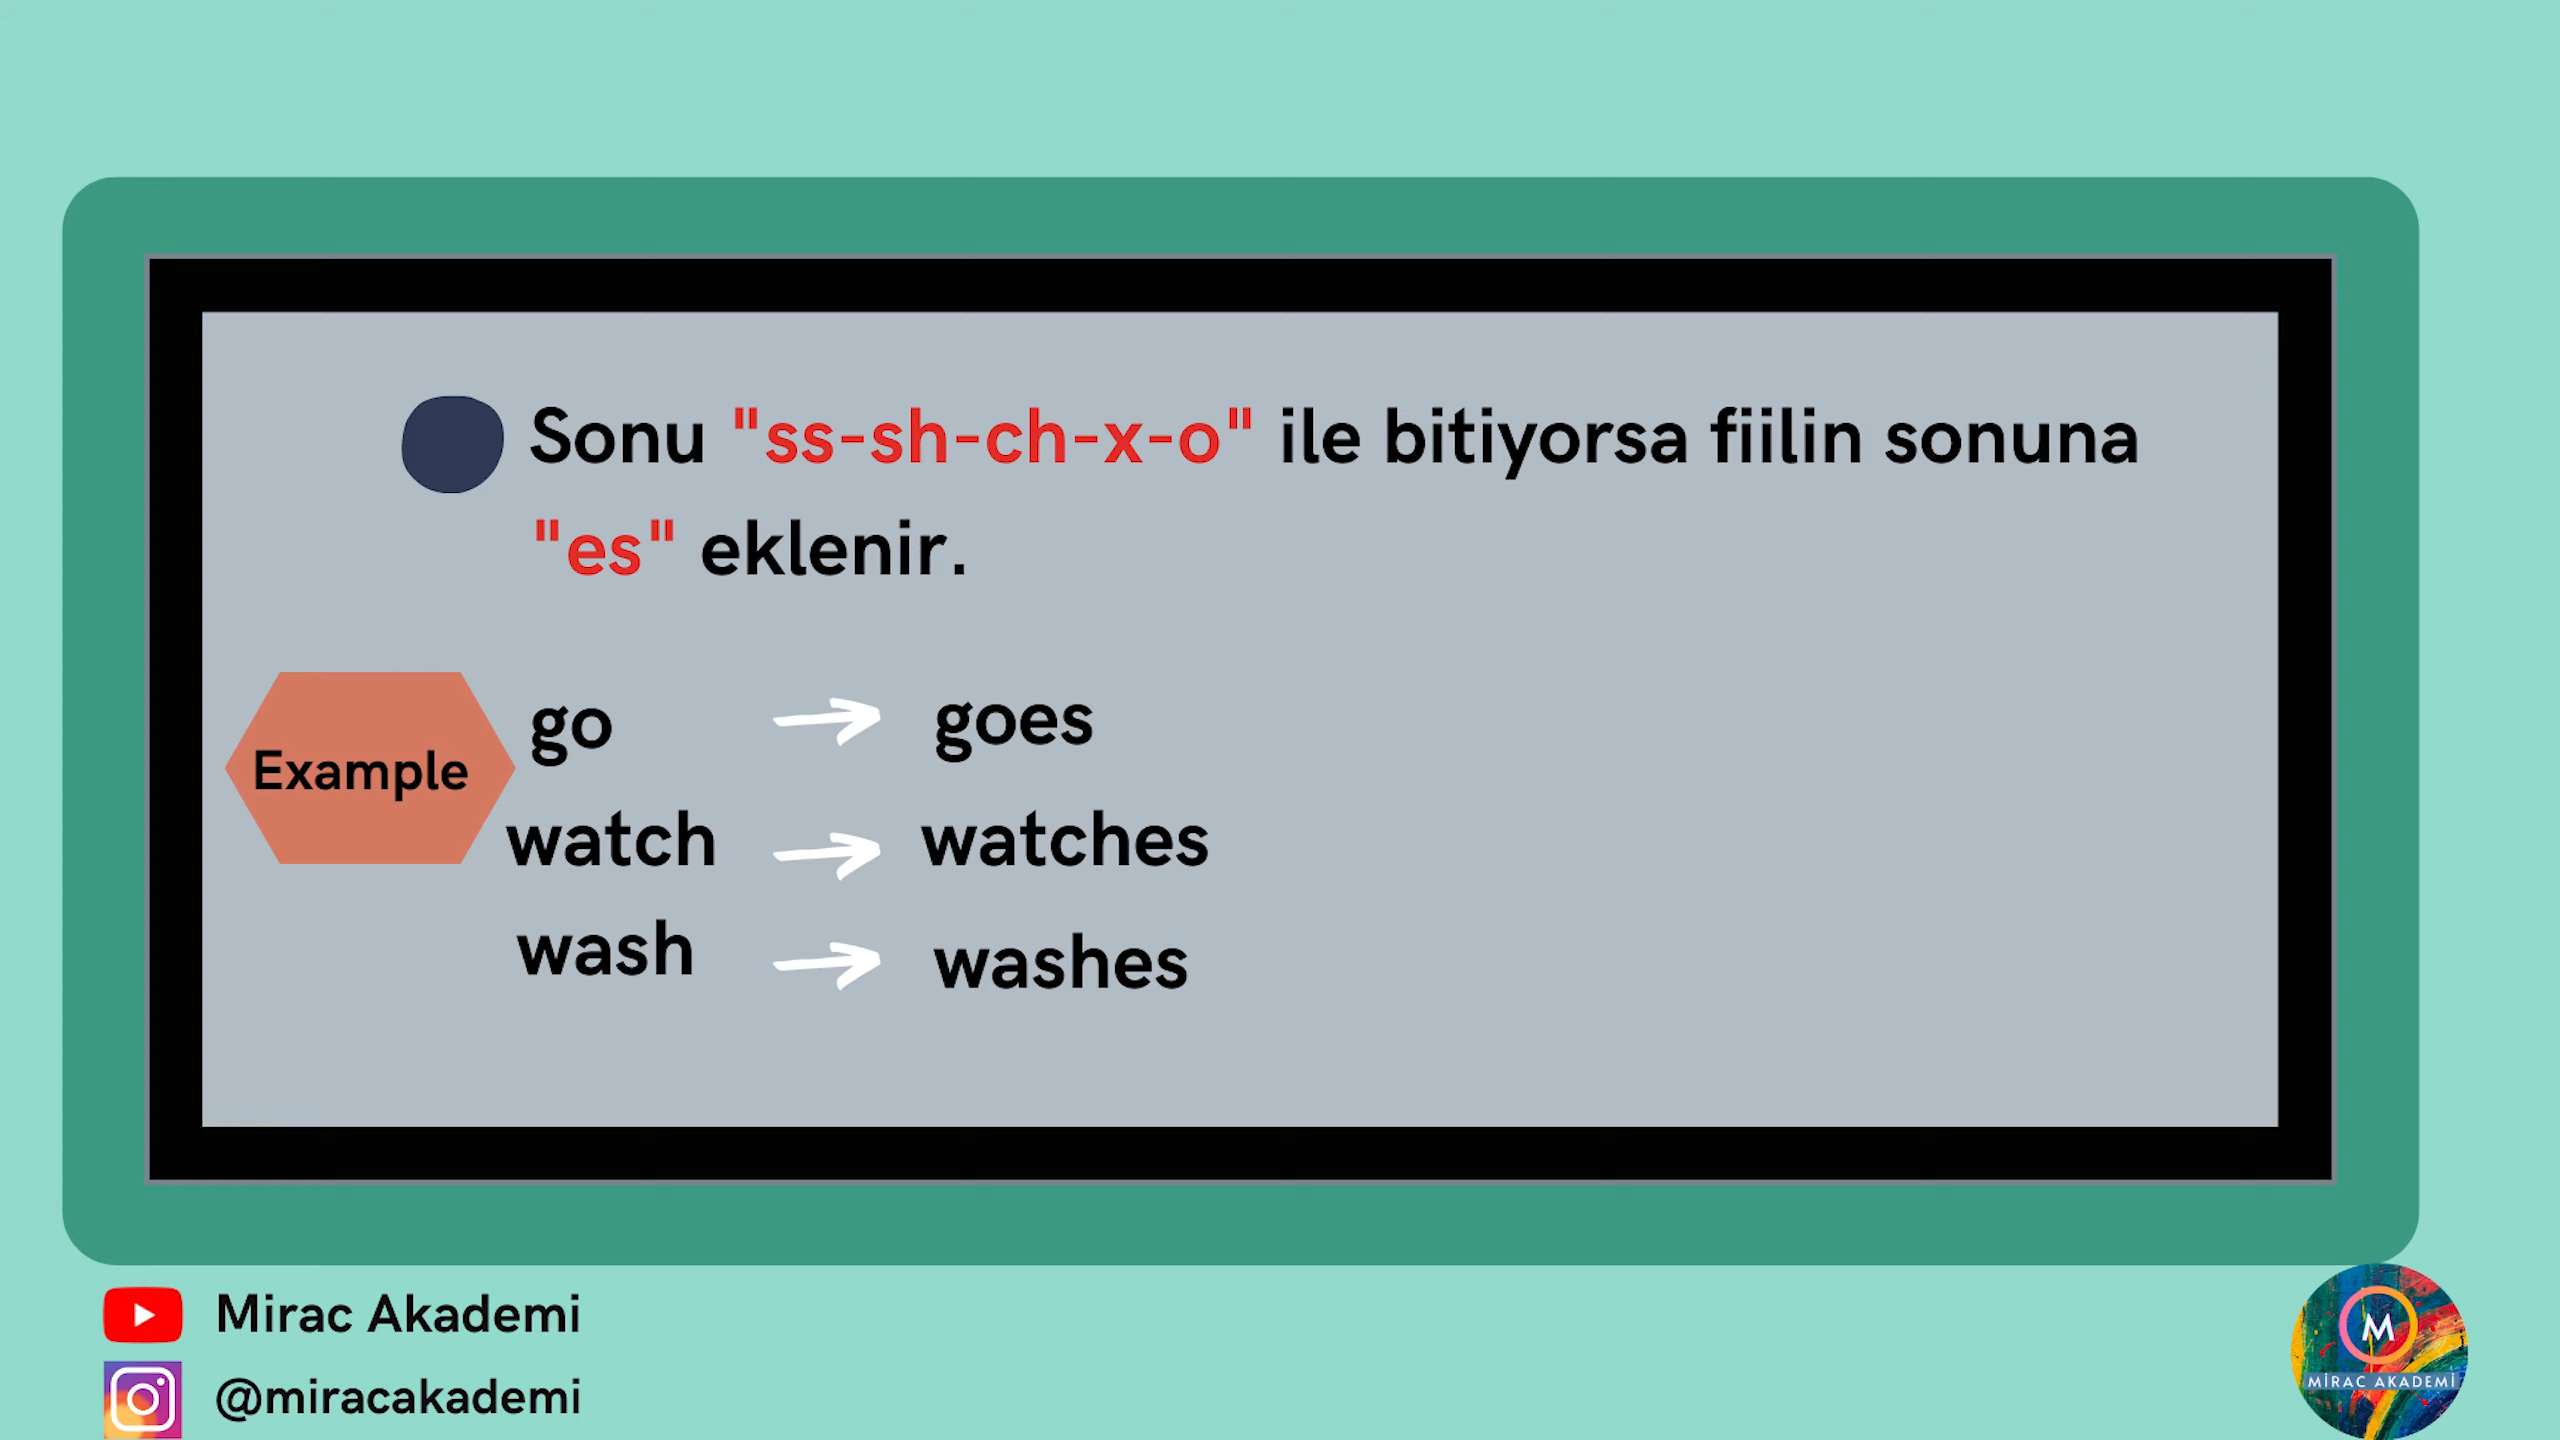 Sonu "ss-sh-ch-x-o" ile bitiyorsa fiilin sonuna
"es" eklenir.
Example
go → goes
watch → watches
wash → washes
Mirac Akademi
@miracakademi
M
MİRAC AKADEMİ